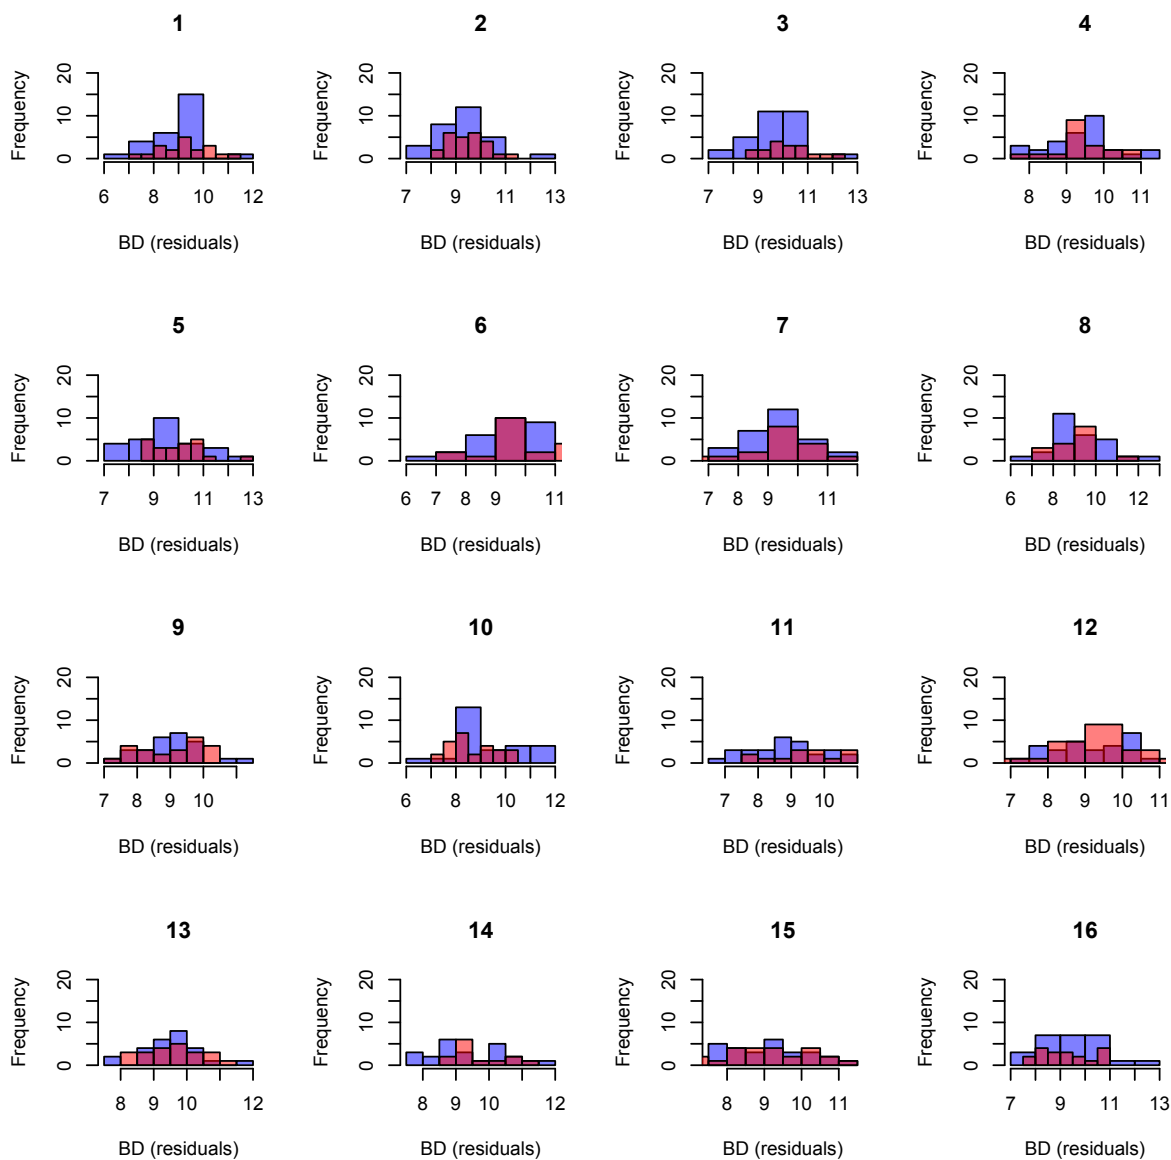 1 2 3 4
Frequency 0 10 20 Frequency 0 10 20 Frequency 0 10 20 Frequency 0 10 20
6 8 10 12 7 9 11 13 7 9 11 13 8 9 10 11
BD (residuals) BD (residuals) BD (residuals) BD (residuals)
5 6 7 8
Frequency 0 10 20 Frequency 0 10 20 Frequency 0 10 20 Frequency 0 10 20
7 9 11 13 6 7 8 9 11 7 8 9 11 6 8 10 12
BD (residuals) BD (residuals) BD (residuals) BD (residuals)
9 10 11 12
Frequency 0 10 20 Frequency 0 10 20 Frequency 0 10 20 Frequency 0 10 20
7 8 9 10 6 8 10 12 7 8 9 10 7 8 9 10 11
BD (residuals) BD (residuals) BD (residuals) BD (residuals)
13 14 15 16
Frequency 0 10 20 Frequency 0 10 20 Frequency 0 10 20 Frequency 0 10 20
8 9 10 12 8 9 10 12 8 9 10 11 7 9 11 13
BD (residuals) BD (residuals) BD (residuals) BD (residuals)